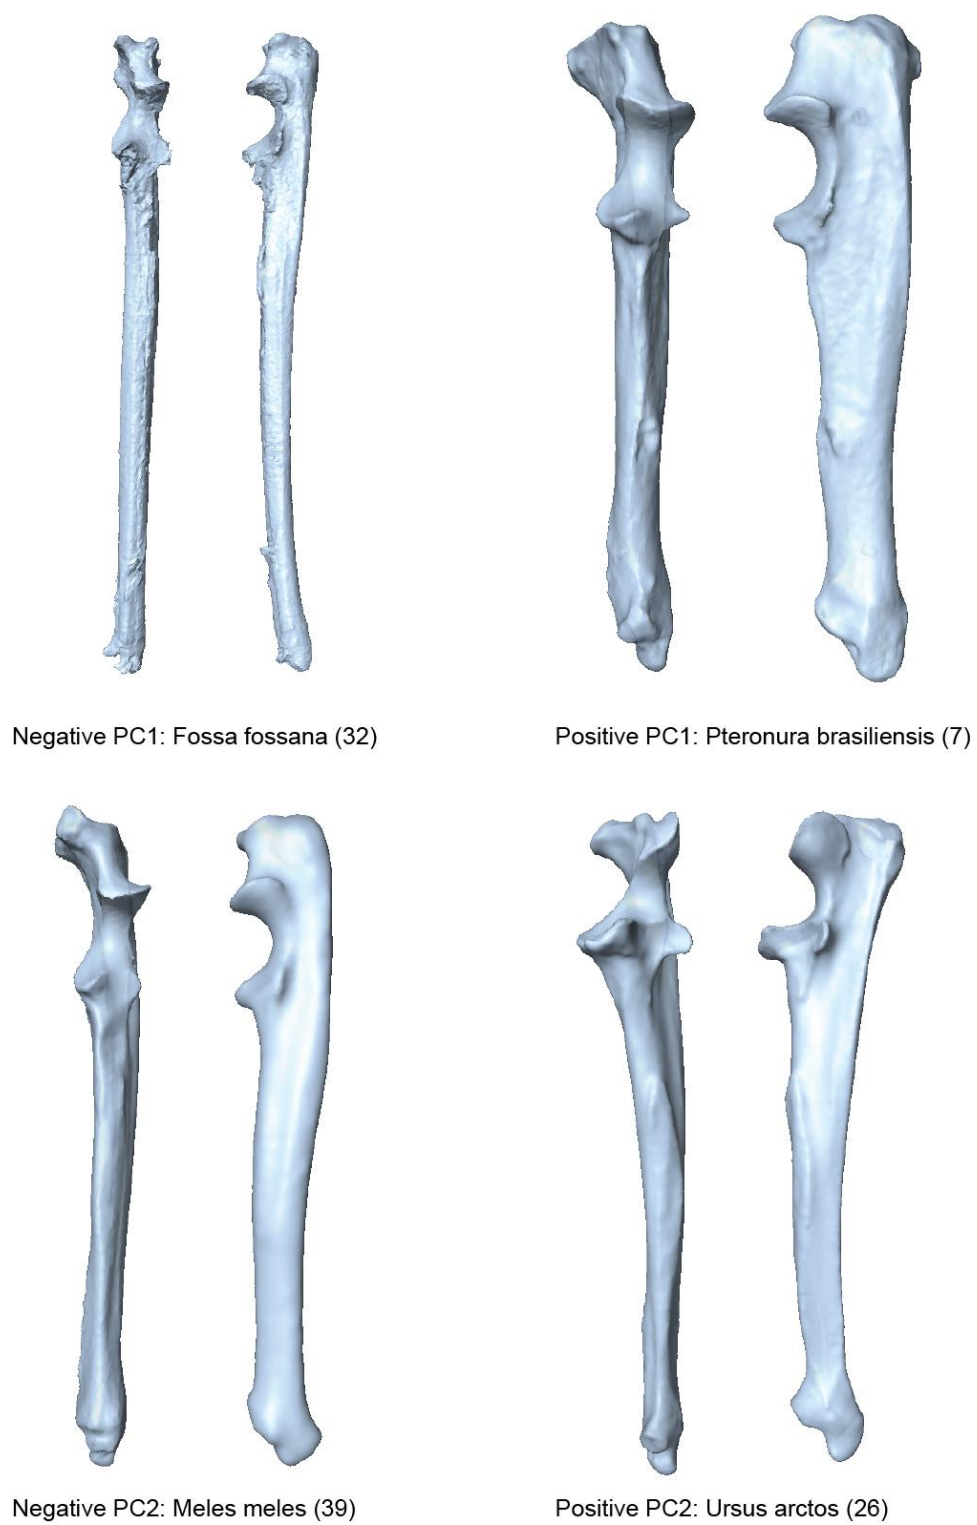 Negative PC1: Fossa fossana (32)
Positive PC1: Pteronura brasiliensis (7)
Negative PC2: Meles meles (39)
Positive PC2: Ursus arctos (26)